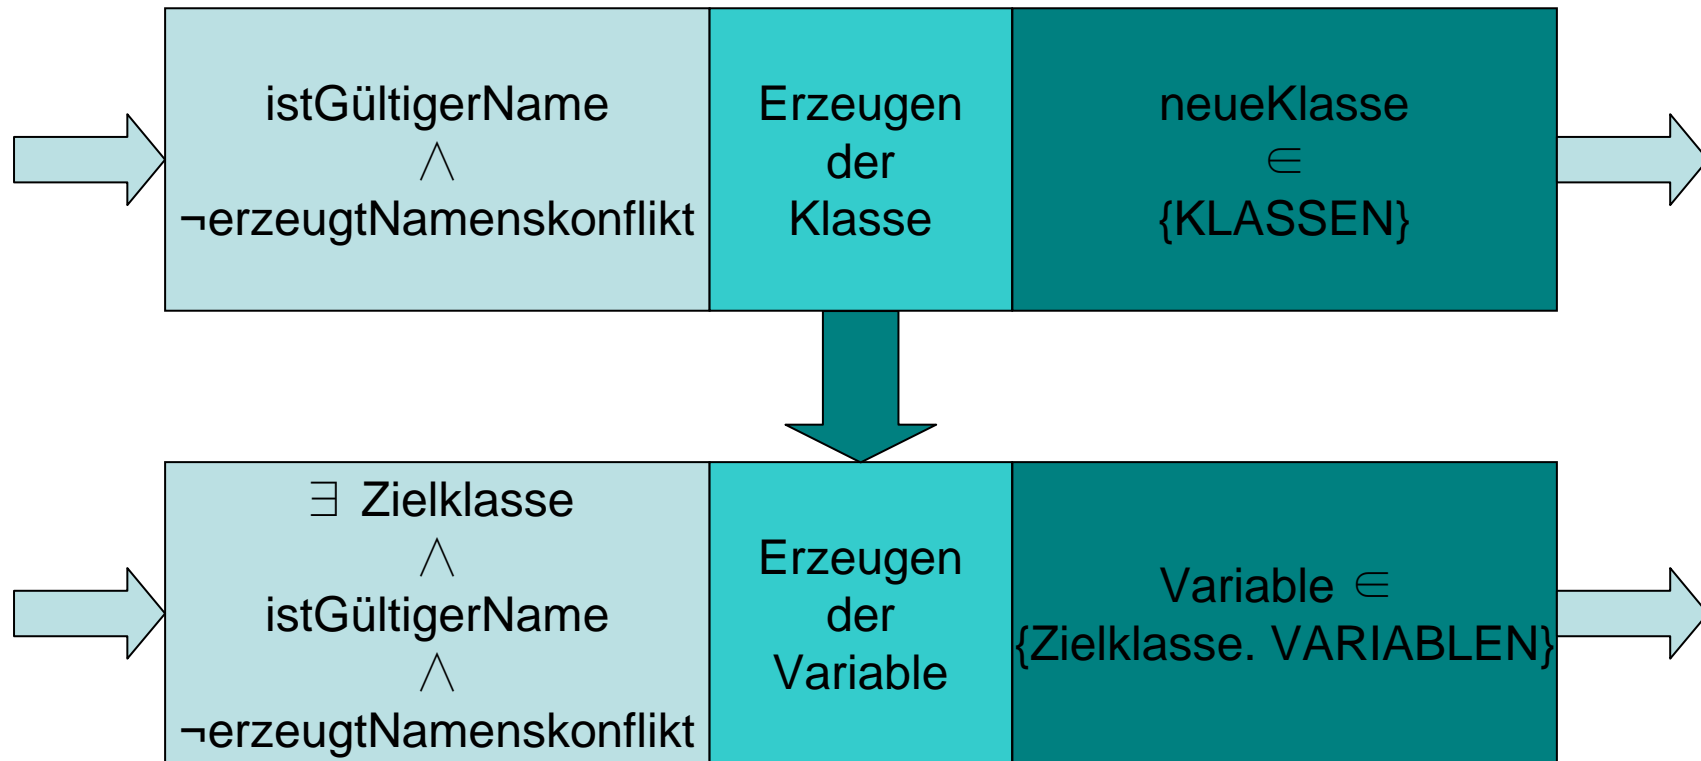 istGültigerName
∧
¬erzeugtNamenskonflikt
Erzeugen
der
Klasse
neueKlasse
∈
{KLASSEN}
∃ Zielklasse
∧
istGültigerName
∧
¬erzeugtNamenskonflikt
Erzeugen
der
Variable
Variable ∈
{Zielklasse. VARIABLEN}